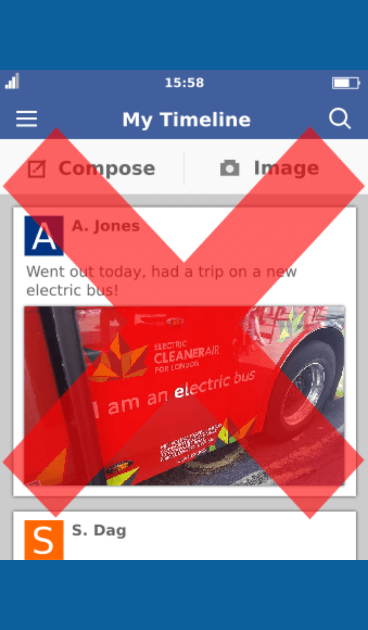 15:58
My Timeline
Compose
Image
A
A. Jones
Went out today, had a trip on a new
electric bus!
ELECTRIC
CLEANERAIR
FOR LONDON
I am an electric bus
S
S. Dag